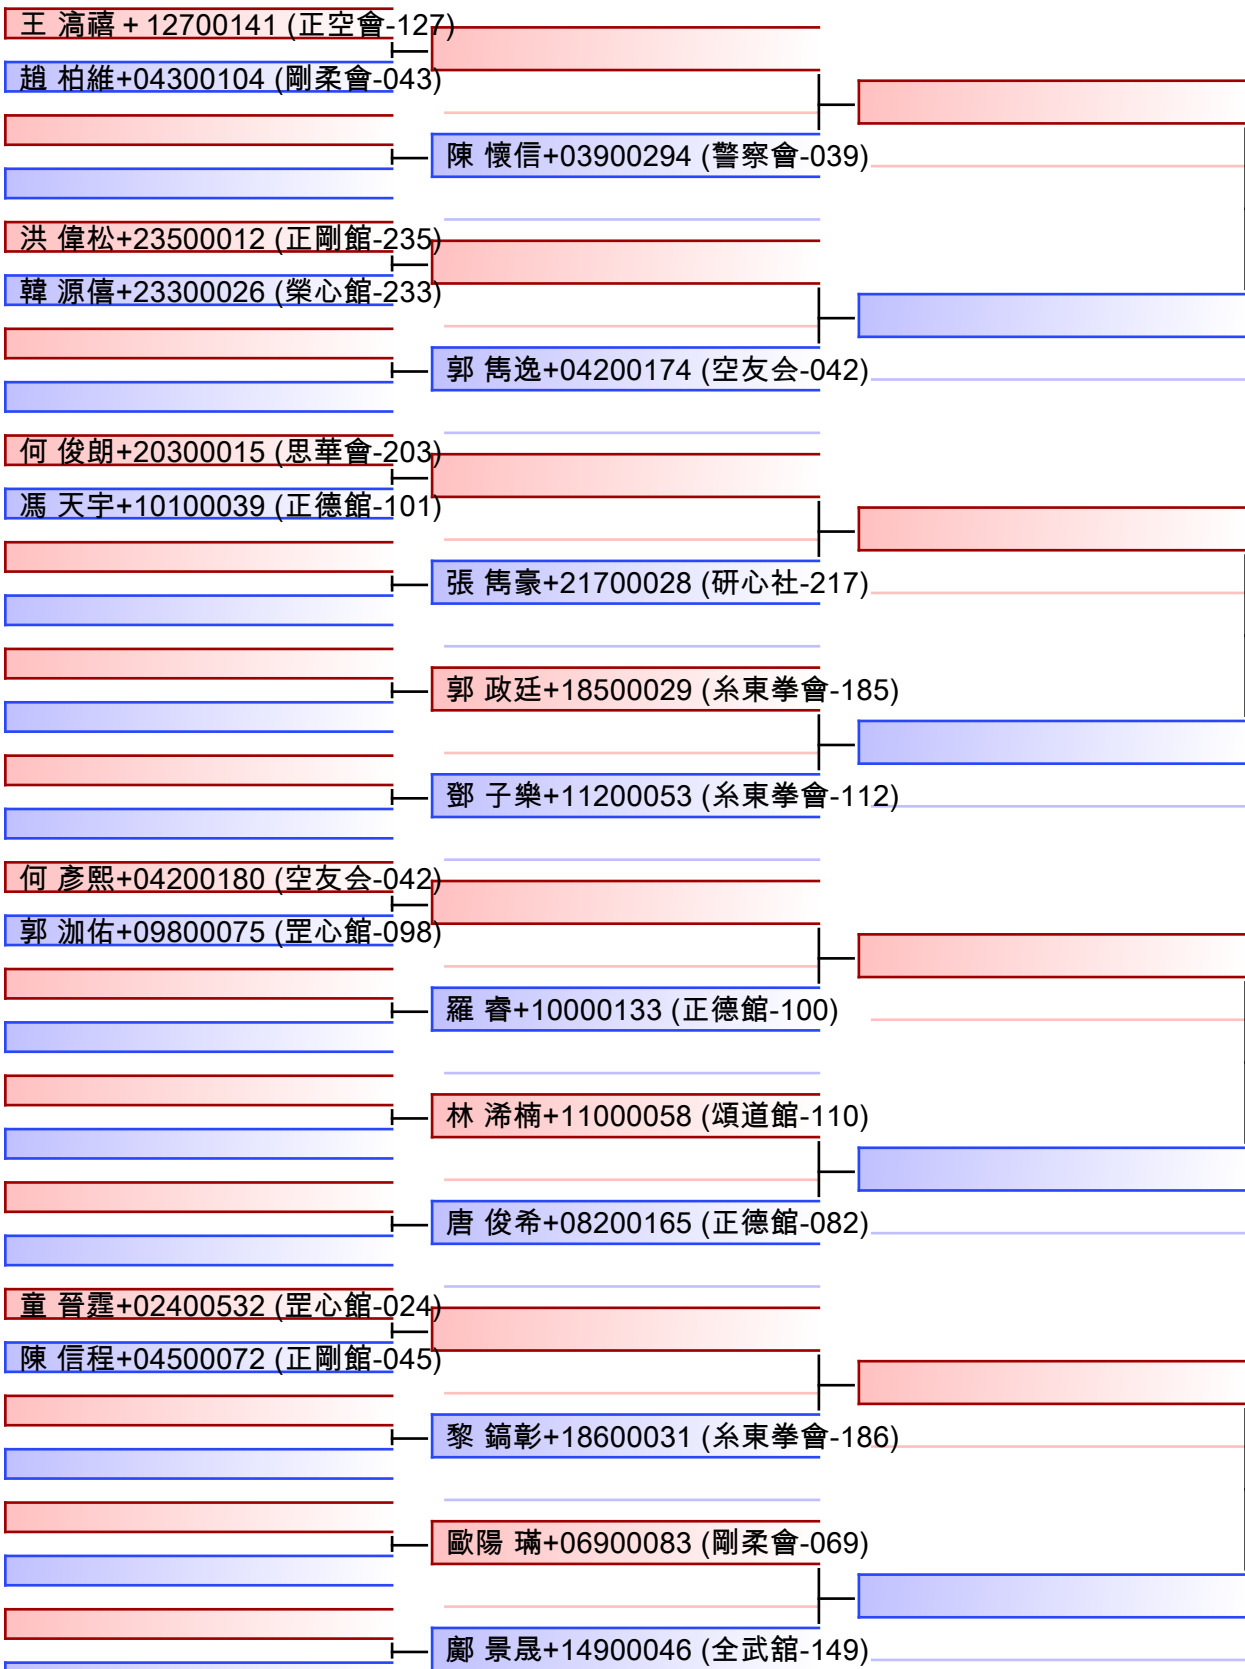 王 滈禧 + 12700141 (正空會-127)
趙 柏維+04300104 (剛柔會-043)
陳 懷信+03900294 (警察會-039)
洪 偉松+23500012 (正剛館-235)
韓 源僖+23300026 (榮心館-233)
郭 雋逸+04200174 (空友会-042)
何 俊朗+20300015 (思華會-203)
馮 天宇+10100039 (正德館-101)
張 雋豪+21700028 (研心社-217)
郭 政廷+18500029 (糸東拳會-185)
鄧 子樂+11200053 (糸東拳會-112)
何 彥熙+04200180 (空友会-042)
郭 泇佑+09800075 (罡心館-098)
羅 睿+10000133 (正德館-100)
林 浠楠+11000058 (頌道館-110)
唐 俊希+08200165 (正德館-082)
童 晉霆+02400532 (罡心館-024)
陳 信程+04500072 (正剛館-045)
黎 鎬彰+18600031 (糸東拳會-186)
歐陽 璊+06900083 (剛柔會-069)
鄺 景晟+14900046 (全武舘-149)